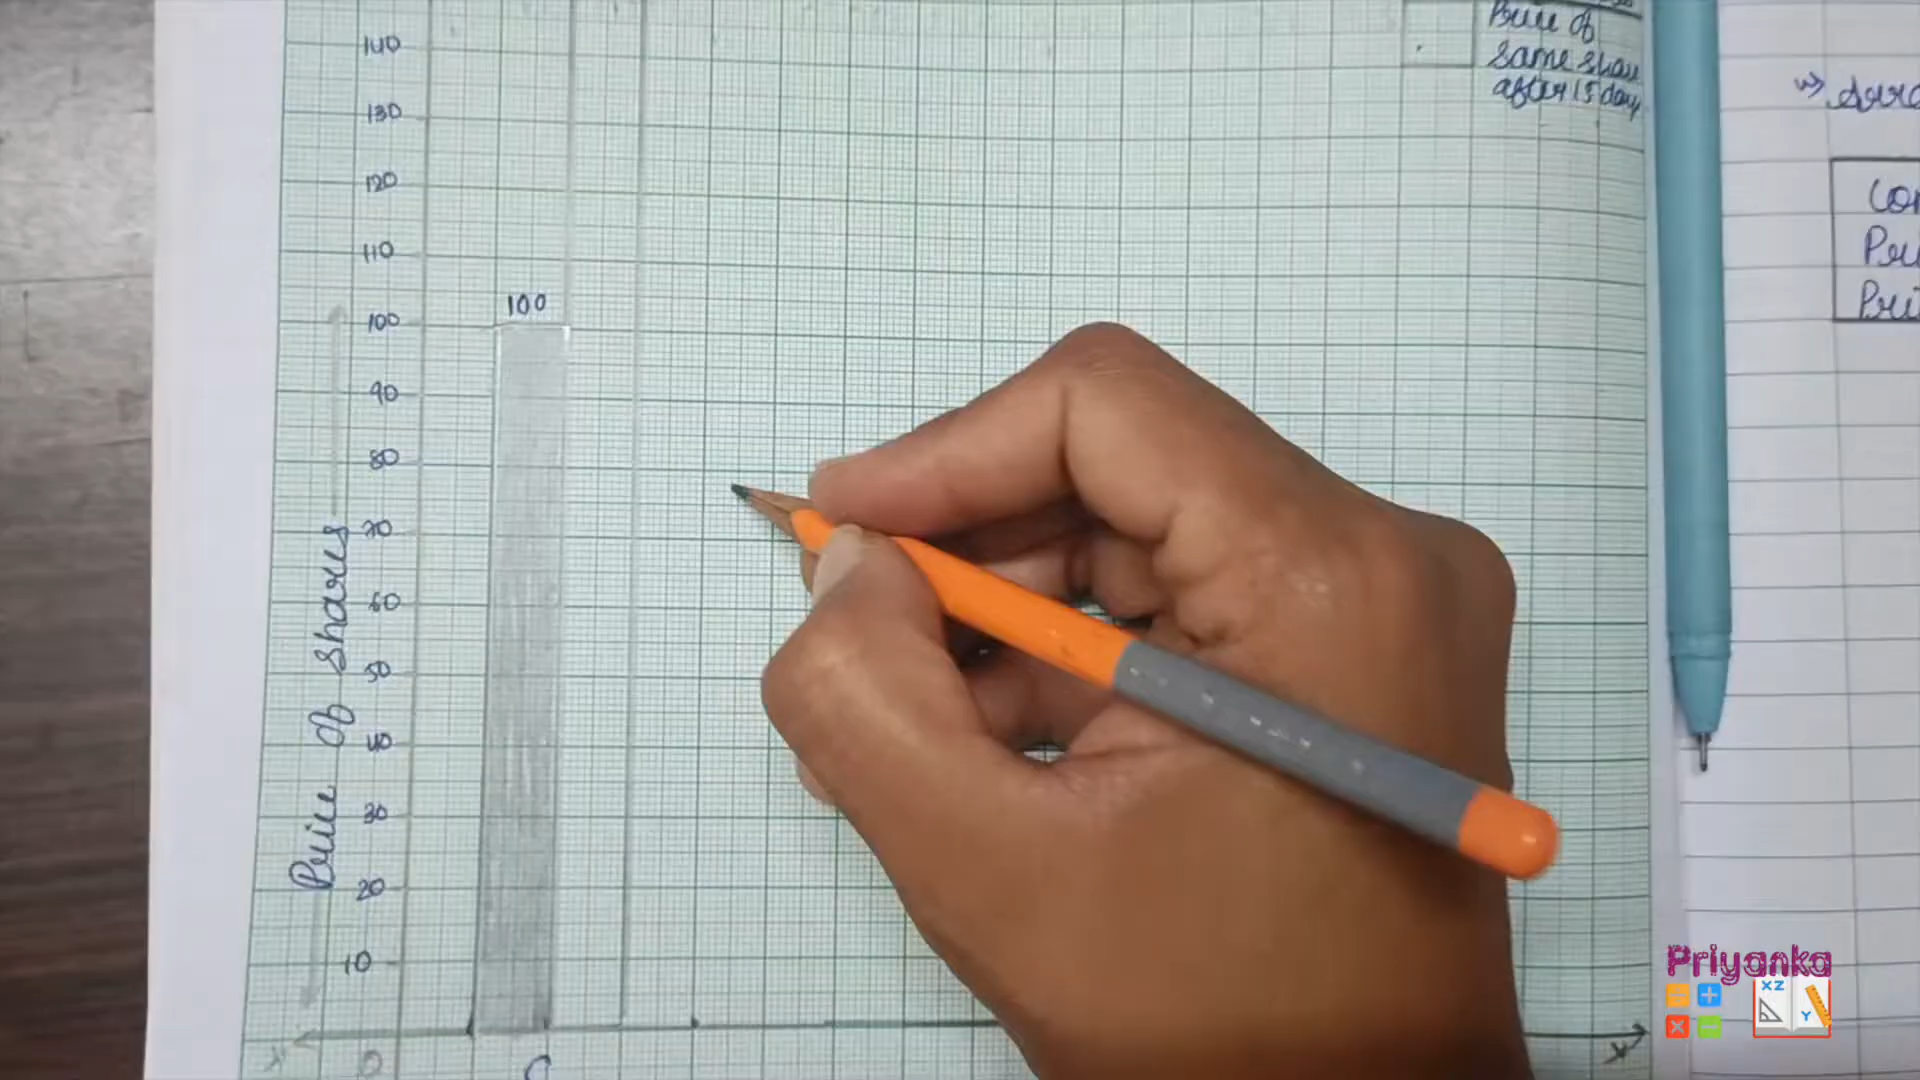 Price of
same share
after 15 days
140
130
120
110
100
100
90
80
70
60
50
40
30
20
10
0
Price of shares
X'
X
C
Priyanka
XZ
Y